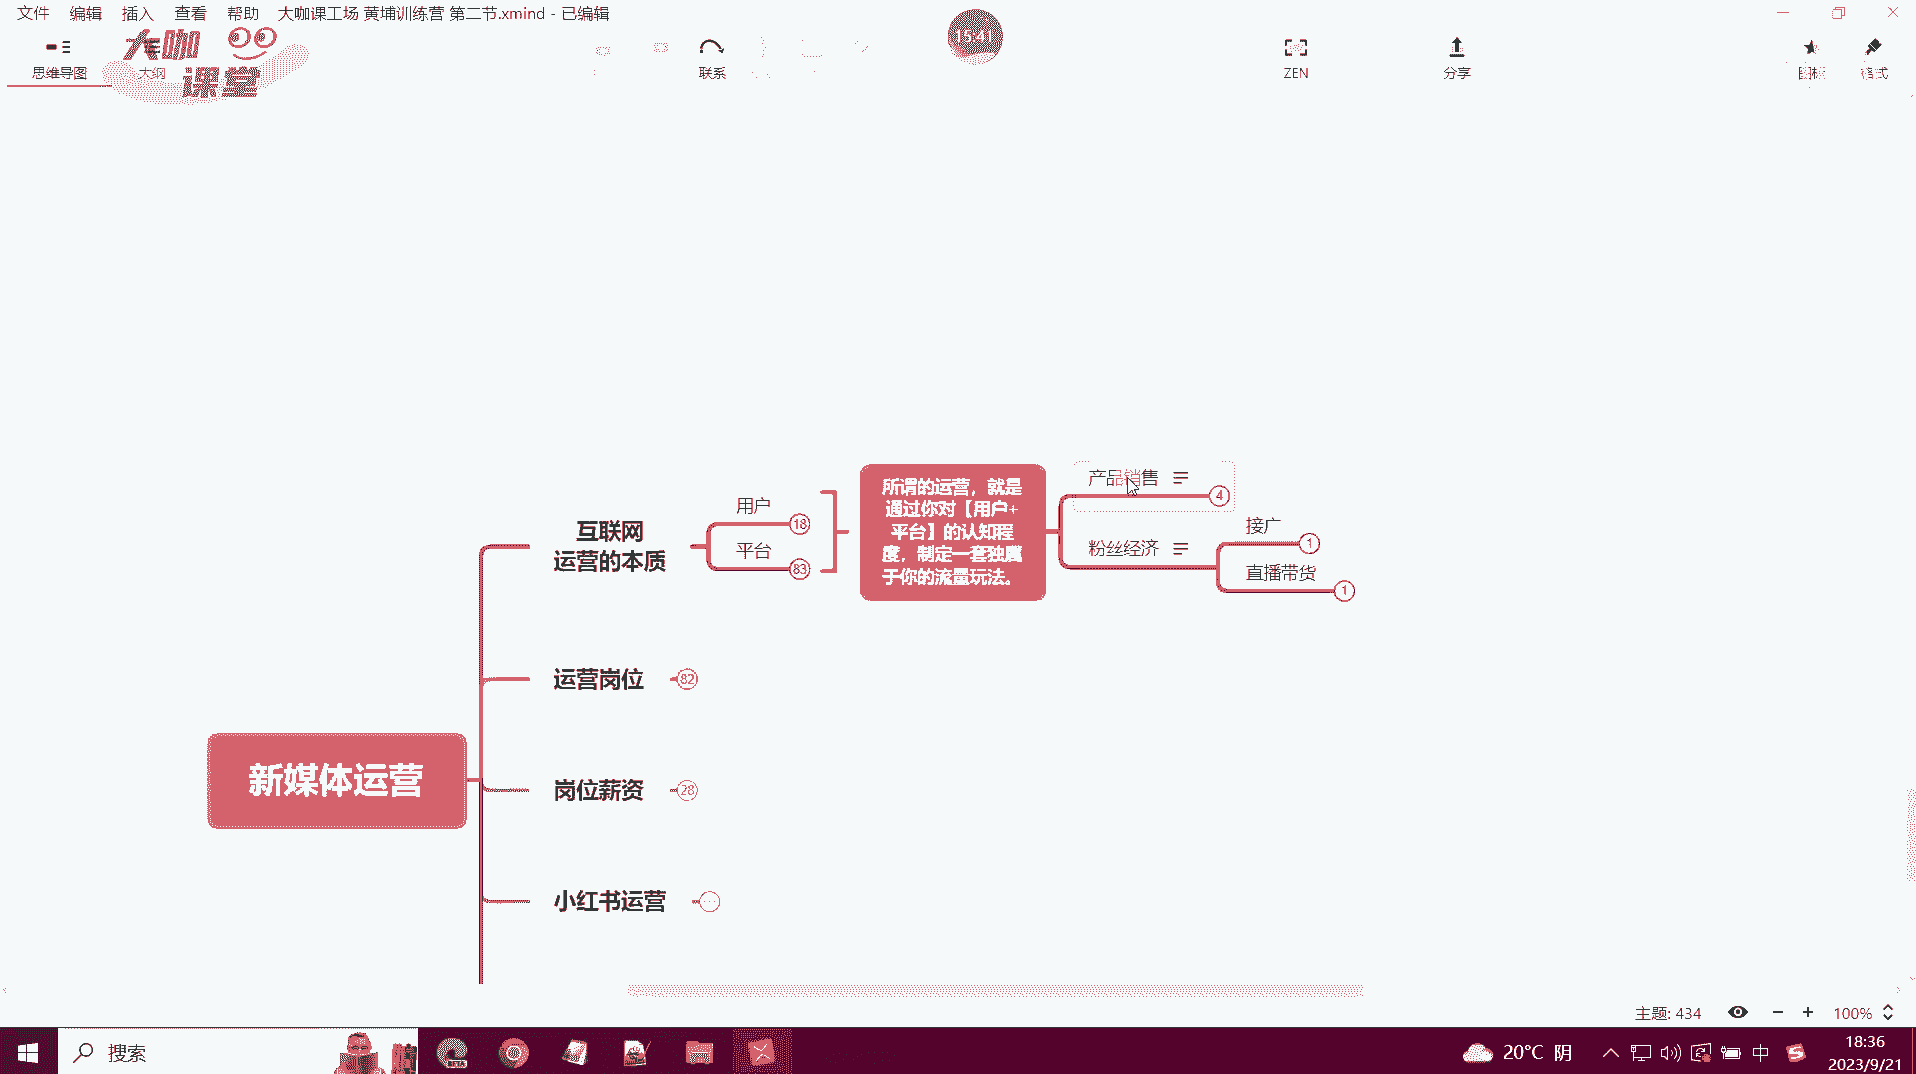 文件 编辑 插入 查看 帮助 大咖课工场 黄埔训练营 第二节.xmind - 已编辑
大咖
课堂
思维导图
大纲
联系
15:41
ZEN
分享
图标
格式
互联网
运营的本质
用户
18
平台
83
所谓的运营，就是
通过你对【用户+
平台】的认知程
度，制定一套独属
于你的流量玩法。
产品销售
4
粉丝经济
接广
1
直播带货
1
运营岗位
82
新媒体运营
岗位薪资
28
小红书运营
主题: 434
100%
搜索
BETA
20°C 阴
中
18:36
2023/9/21